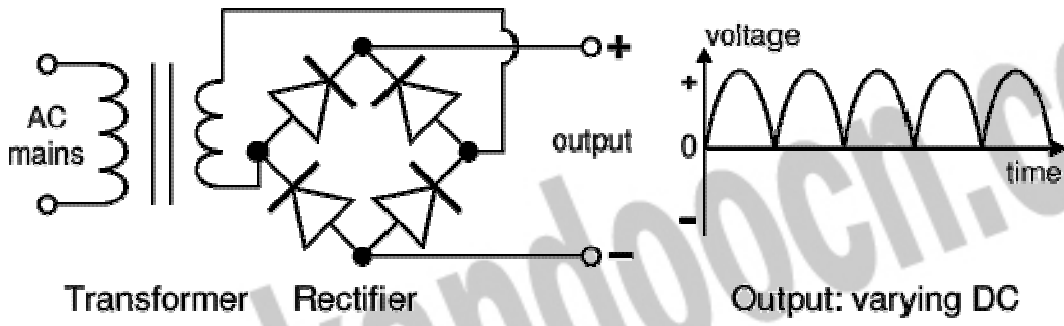 AC
mains
+
output
−
Transformer
Rectifier
voltage
+
0
−
time
Output: varying DC